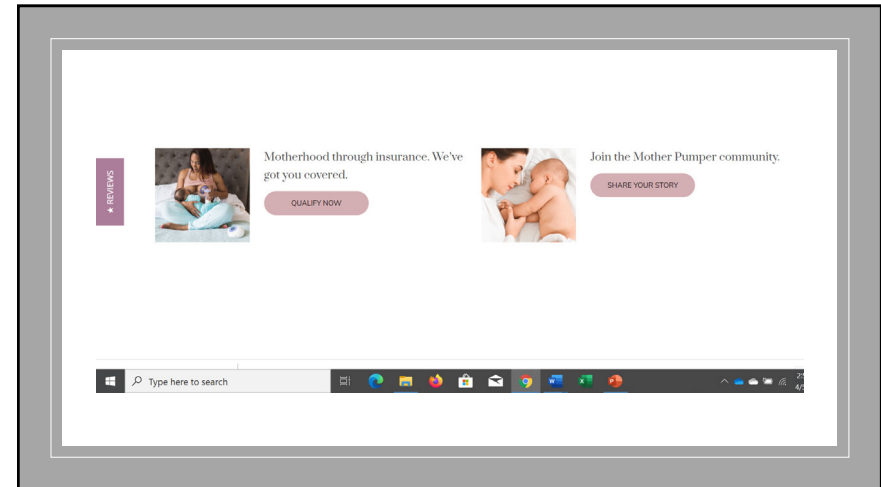 ★ REVIEWS
Motherhood through insurance. We've
got you covered.
QUALIFY NOW
Join the Mother Pumper community.
SHARE YOUR STORY
Type here to search